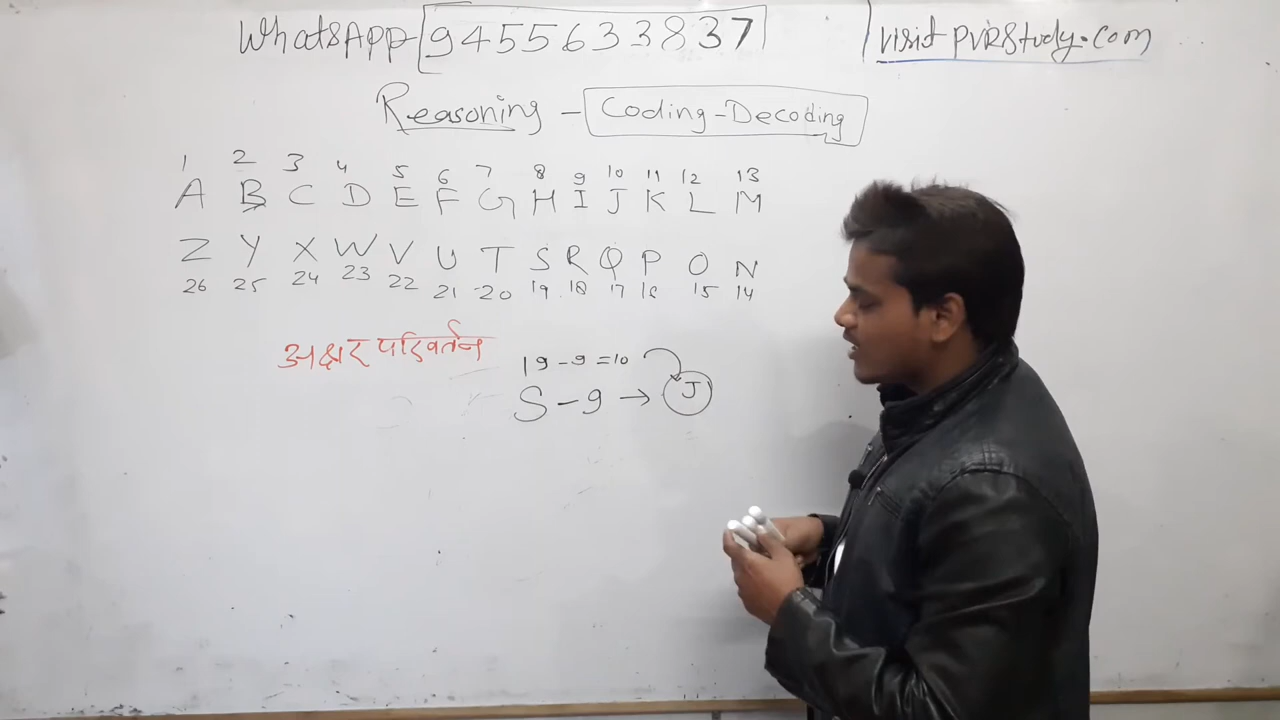 WhatsApp-9455633837
visit PVRStudy.com
Reasoning - Coding-Decoding
1 2 3 4 5 6 7 8 9 10 11 12 13
A B C D E F G H I J K L M
Z Y X W V U T S R Q P O N
26 25 24 23 22 21 20 19 18 17 16 15 14
अक्षर परिवर्तन
19-9=10
S-9→J